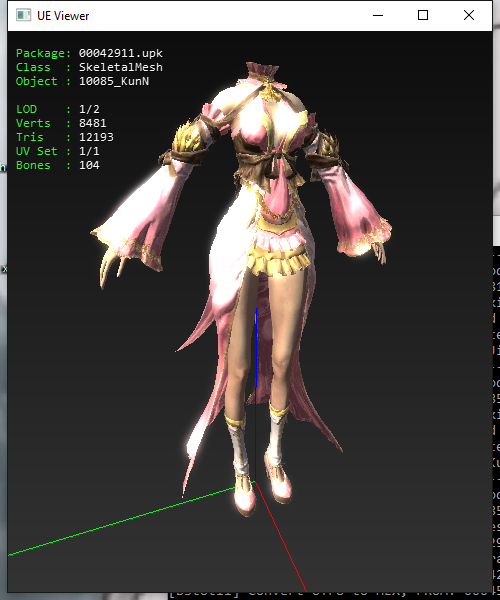 UE Viewer
Package: 00042911.upk
Class : SkeletalMesh
Object : 10085_KunN
LOD : 1/2
Verts : 8481
Tris : 12193
UV Set : 1/1
Bones : 104